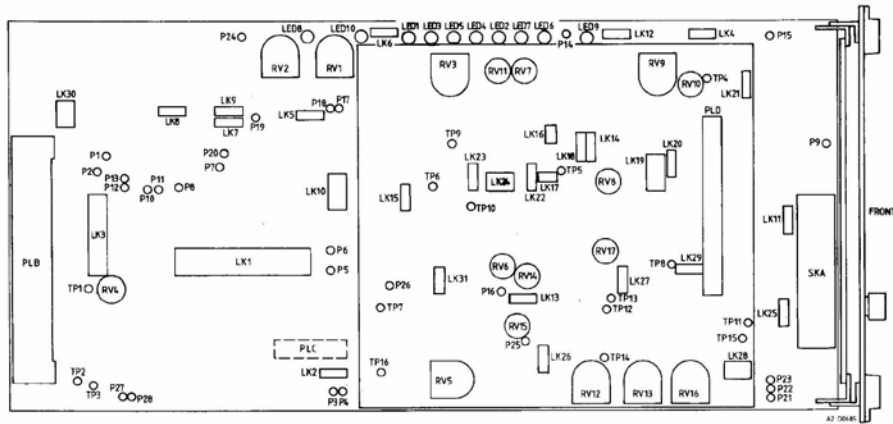 P24
LED8
LED10
LK6
LED1
LED3
LED5
LED4
LED2
LED7
LED6
P14
LED9
LK12
LK4
P15
RV2
RV1
RV3
RV11
RV7
RV9
RV10
TP4
LK21
LK30
LK8
LK9
LK7
P19
LK5
P18
P17
PLD
P1
P2
P13
P12
P11
P10
P8
P20
P7
LK10
TP9
LK23
TP6
LK24
LK16
LK22
LK17
TP5
LK18
LK14
RV8
LK19
LK20
P9
LK15
TP10
LK3
PLB
LK1
P6
P5
LK11
FRONT
SKA
RV17
TP8
LK29
TP1
RV4
P26
TP7
LK31
RV6
RV14
P16
LK13
LK27
TP13
TP12
LK25
RV15
P25
TP11
TP15
PLC
LK2
TP16
RV5
LK26
TP14
RV12
RV13
RV16
LK28
TP2
TP3
P27
P28
P3
P4
P23
P22
P21